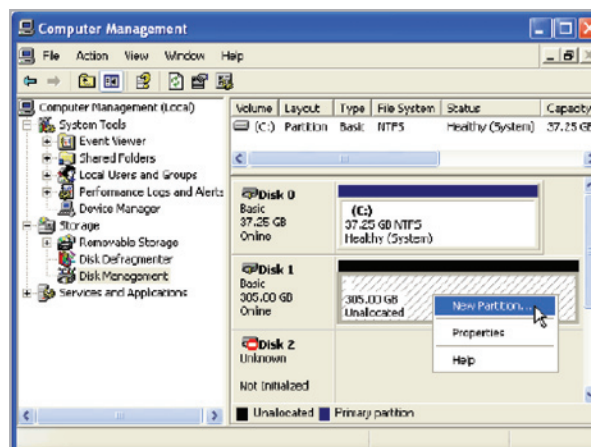 Computer Management
File Action View Window Help
Computer Management (Local)
System Tools
Event Viewer
Shared Folders
Local Users and Groups
Performance Logs and Alerts
Device Manager
Storage
Removable Storage
Disk Defragmenter
Disk Management
Services and Applications
Volume Layout Type File System Status Capacity
(C:) Partition Basic NTFS Healthy (System) 37.25 GB
Disk 0
Basic
37.25 GB
Online
(C:)
37.25 GB NTFS
Healthy (System)
Disk 1
Basic
305.00 GB
Online
305.00 GB
Unalocated
New Partition...
Properties
Help
Disk 2
Unknown
Not Initialized
Unalocated Primary partition